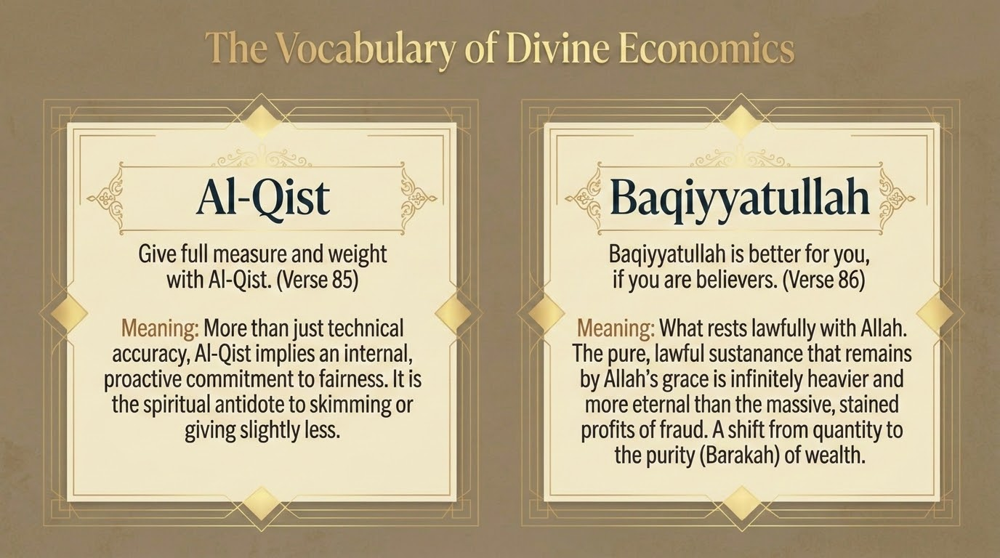 The Vocabulary of Divine Economics
Al-Qist
Give full measure and weight
with Al-Qist. (Verse 85)
Meaning: More than just technical
accuracy, Al-Qist implies an internal,
proactive commitment to fairness. It is
the spiritual antidote to skimming or
giving slightly less.
Baqiyyatullah
Baqiyyatullah is better for you,
if you are believers. (Verse 86)
Meaning: What rests lawfully with Allah.
The pure, lawful sustanance that remains
by Allah's grace is infinitely heavier and
more eternal than the massive, stained
profits of fraud. A shift from quantity to
the purity (Barakah) of wealth.